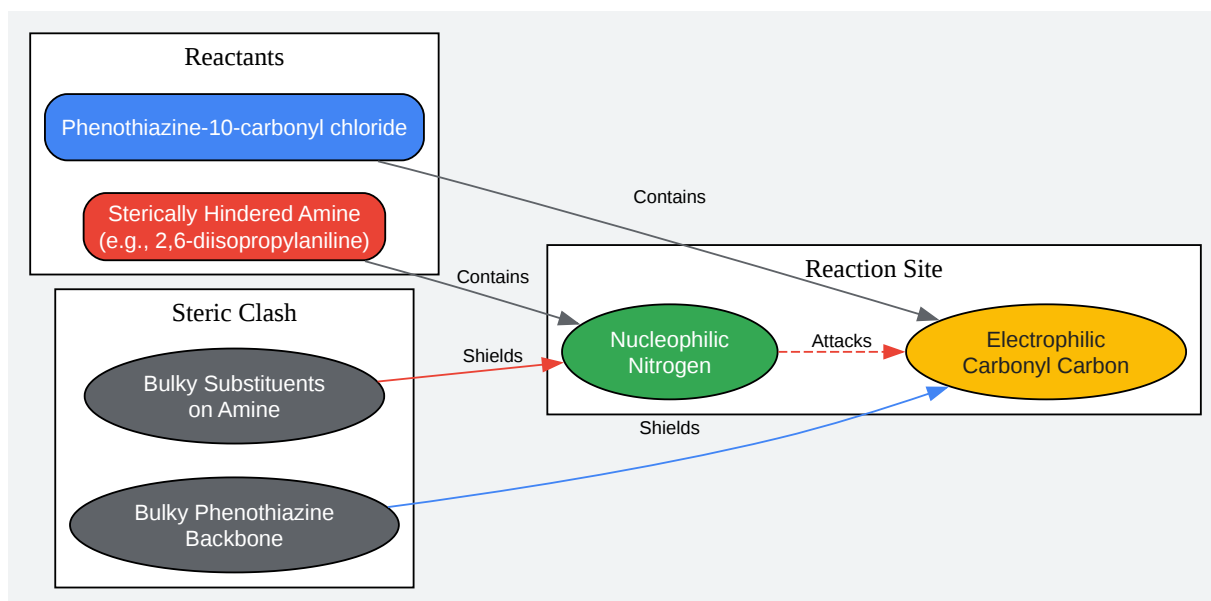 Reactants
Phenothiazine-10-carbonyl chloride
Sterically Hindered Amine
(e.g., 2,6-diisopropylaniline)
Contains
Contains
Steric Clash
Bulky Substituents
on Amine
Bulky Phenothiazine
Backbone
Shields
Shields
Reaction Site
Nucleophilic
Nitrogen
Attacks
Electrophilic
Carbonyl Carbon